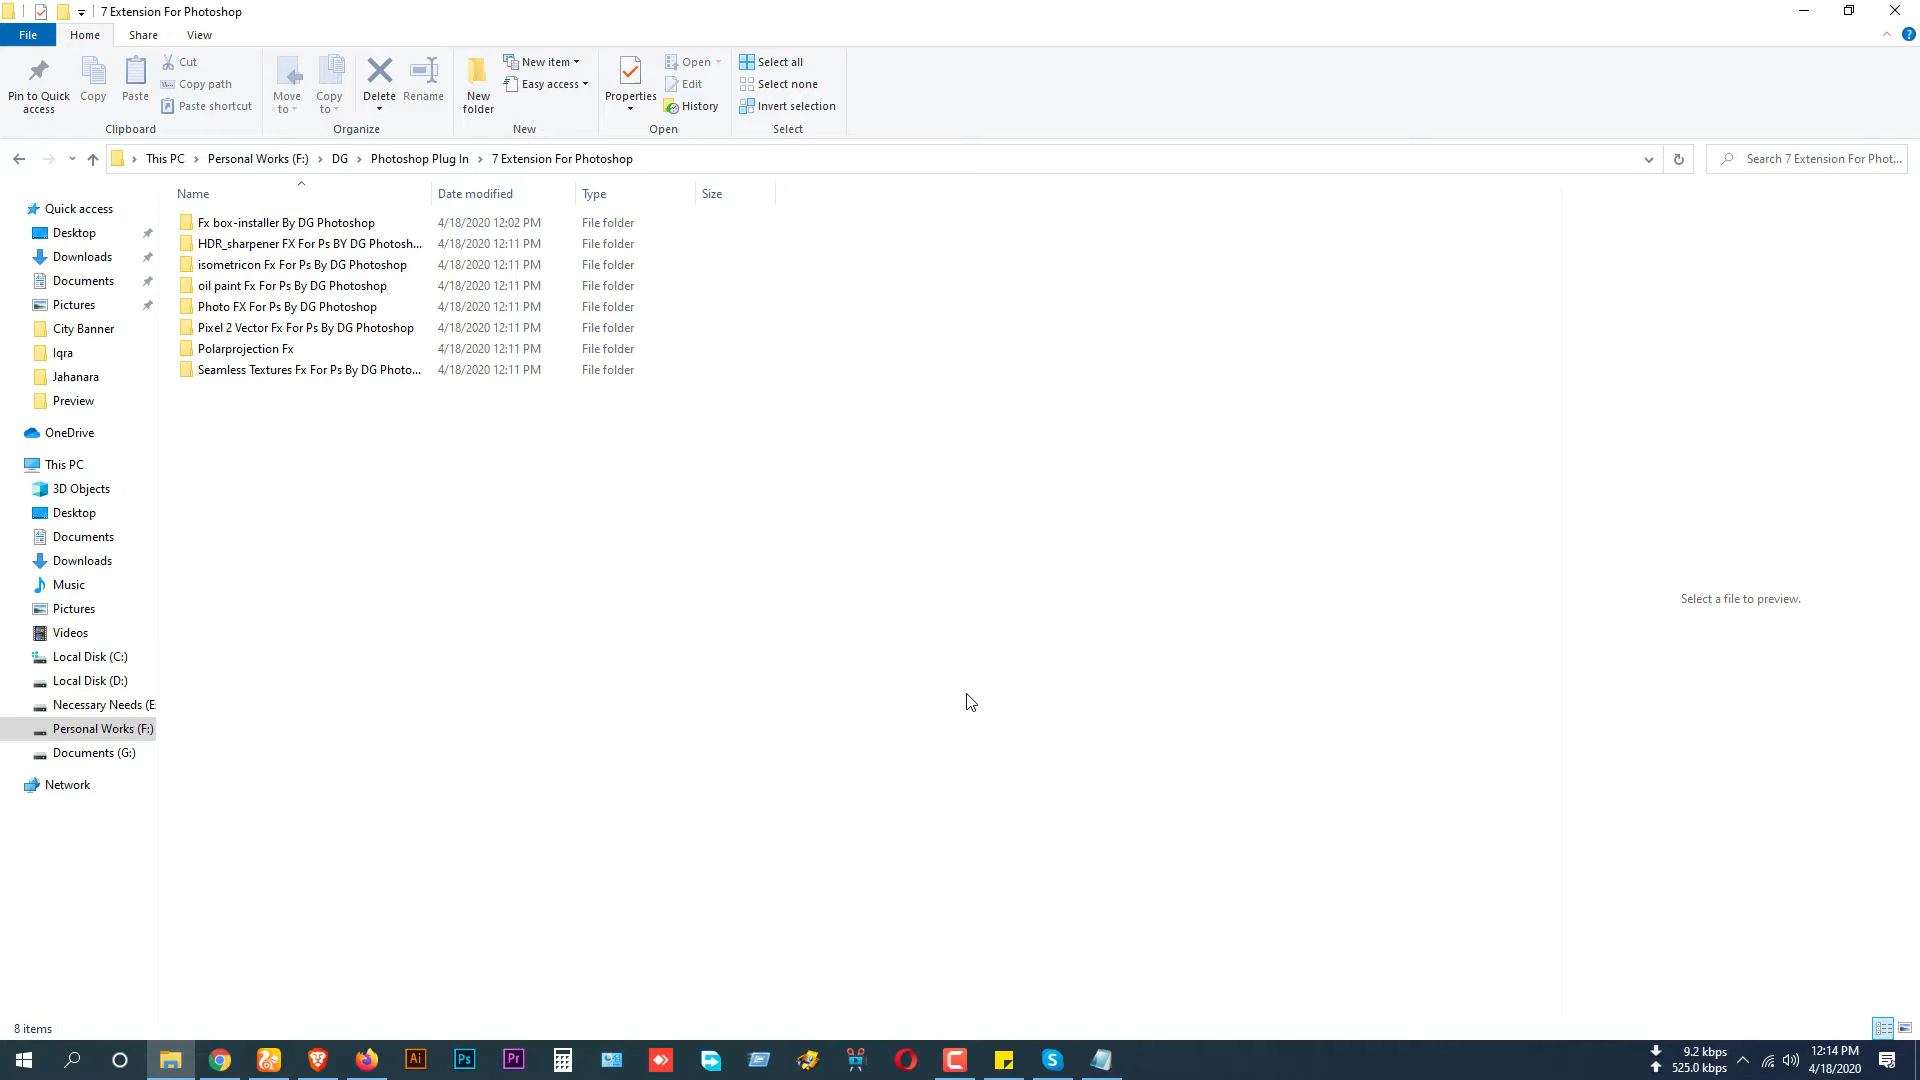 7 Extension For Photoshop
File Home Share View
Pin to Quick access
Copy
Paste
Cut
Copy path
Paste shortcut
Clipboard
Move to
Copy to
Delete
Rename
Organize
New folder
New item
Easy access
New
Properties
Open
Edit
History
Open
Select all
Select none
Invert selection
Select
This PC > Personal Works (F:) > DG > Photoshop Plug In > 7 Extension For Photoshop
Search 7 Extension For Phot...
Name Date modified Type Size
Fx box-installer By DG Photoshop 4/18/2020 12:02 PM File folder
HDR_sharpener FX For Ps BY DG Photosh... 4/18/2020 12:11 PM File folder
isometricon Fx For Ps By DG Photoshop 4/18/2020 12:11 PM File folder
oil paint Fx For Ps By DG Photoshop 4/18/2020 12:11 PM File folder
Photo FX For Ps By DG Photoshop 4/18/2020 12:11 PM File folder
Pixel 2 Vector Fx For Ps By DG Photoshop 4/18/2020 12:11 PM File folder
Polarprojection Fx 4/18/2020 12:11 PM File folder
Seamless Textures Fx For Ps By DG Photo... 4/18/2020 12:11 PM File folder
Quick access
Desktop
Downloads
Documents
Pictures
City Banner
Iqra
Jahanara
Preview
OneDrive
This PC
3D Objects
Desktop
Documents
Downloads
Music
Pictures
Videos
Local Disk (C:)
Local Disk (D:)
Necessary Needs (E:
Personal Works (F:)
Documents (G:)
Network
Select a file to preview.
8 items
Ai
Ps
Pr
9.2 kbps
525.0 kbps
12:14 PM
4/18/2020